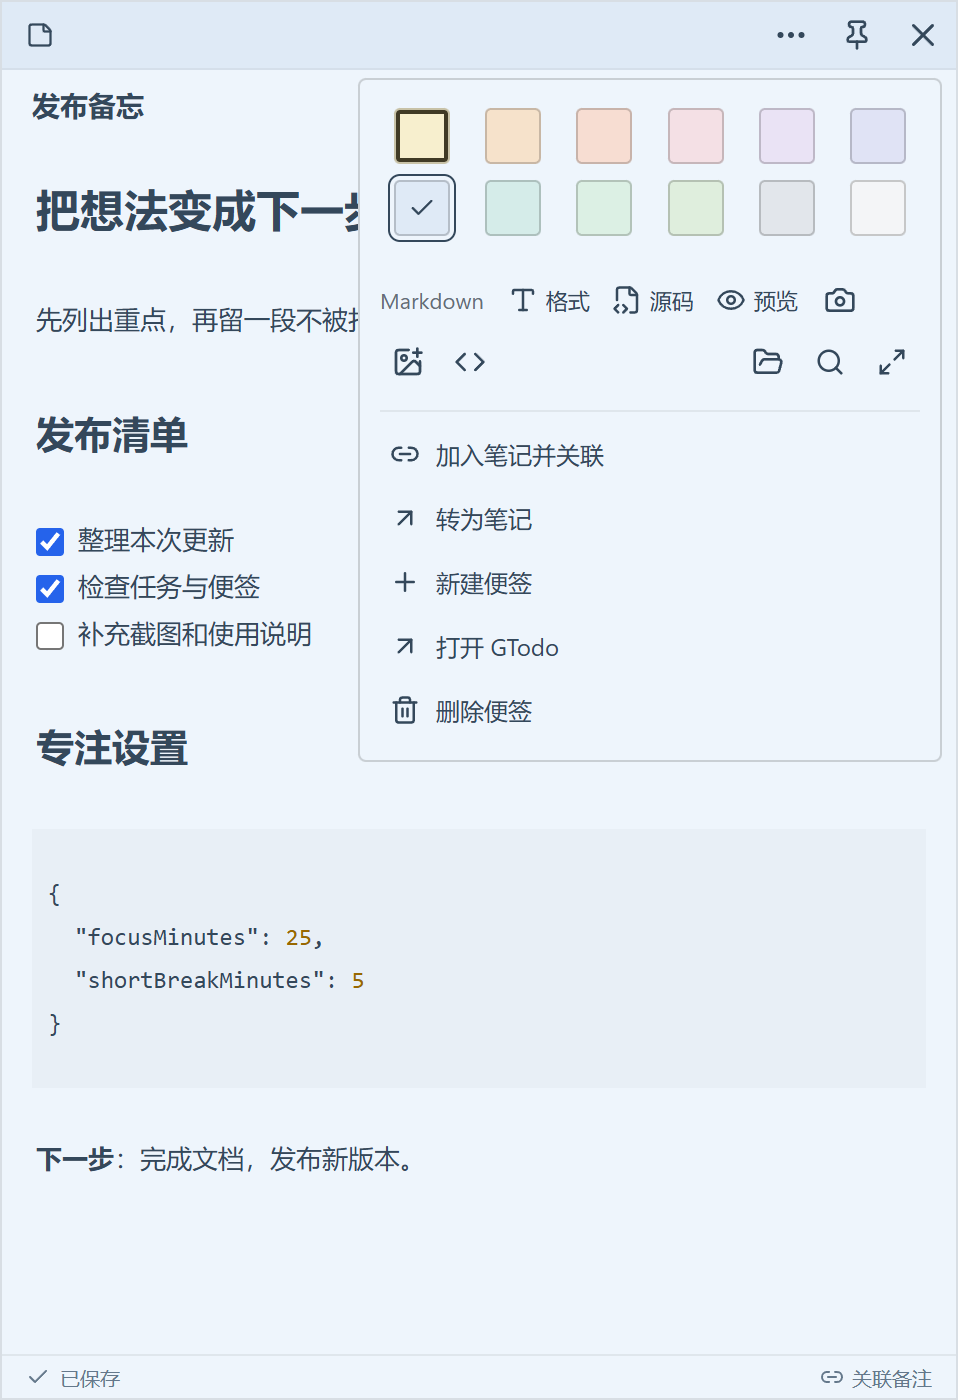 发布备忘
把想法变成下一
先列出重点，再留一段不被
发布清单
整理本次更新
检查任务与便签
补充截图和使用说明
专注设置
{
  "focusMinutes": 25,
  "shortBreakMinutes": 5
}
下一步：完成文档，发布新版本。
Markdown 格式 源码 预览
加入笔记并关联
转为笔记
新建便签
打开 GTodo
删除便签
已保存
关联备注